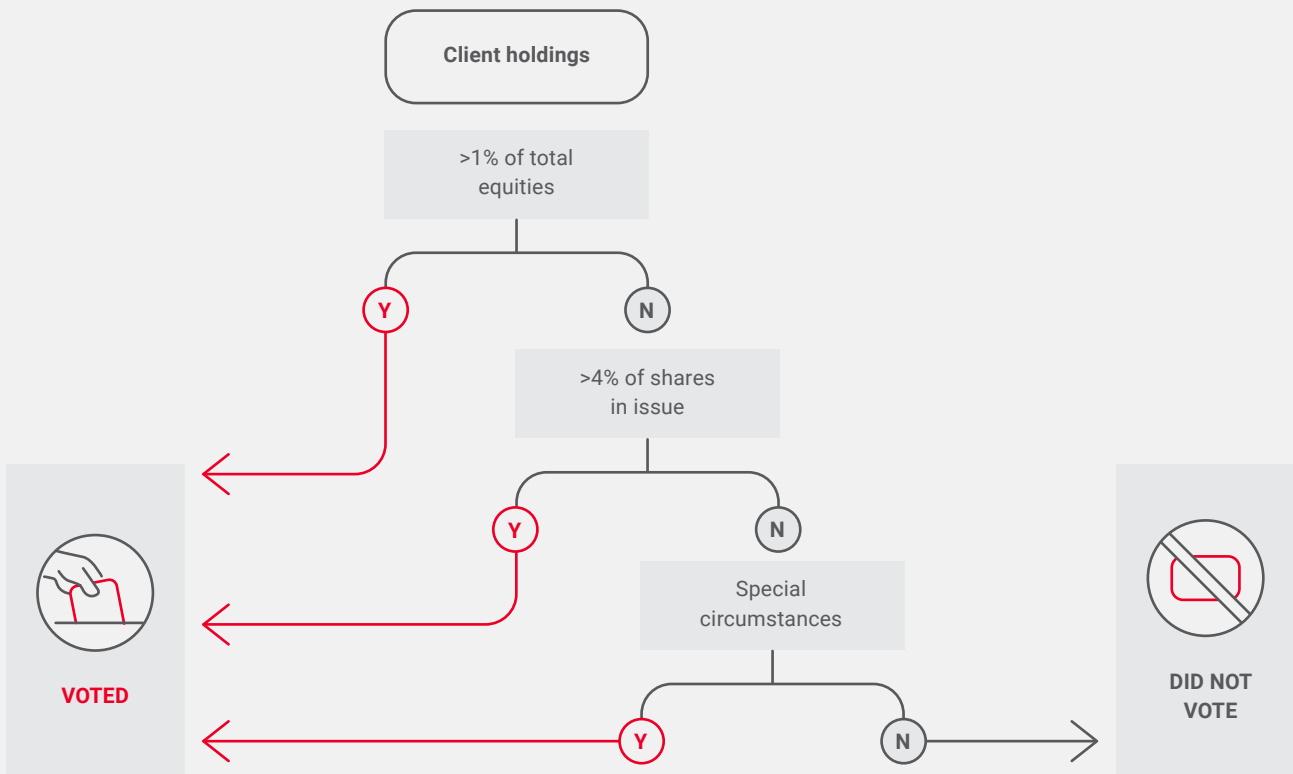 Client holdings
>1% of total
equities
Y
N
>4% of shares
in issue
Y
N
Special
circumstances
VOTED
Y
N
DID NOT
VOTE